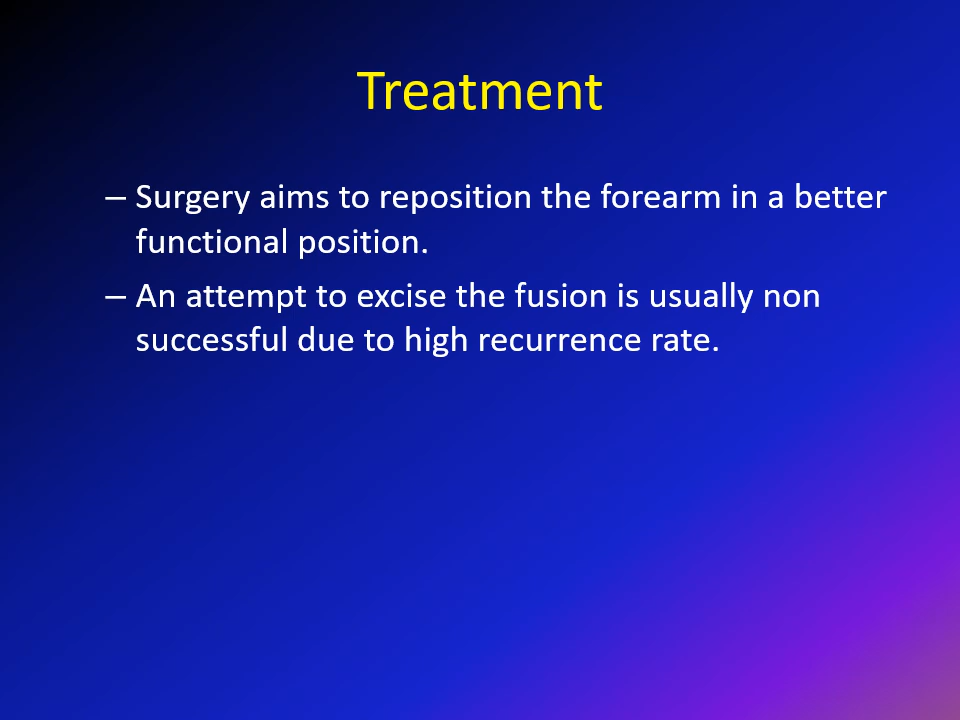 Treatment
– Surgery aims to reposition the forearm in a better
functional position.
– An attempt to excise the fusion is usually non
successful due to high recurrence rate.